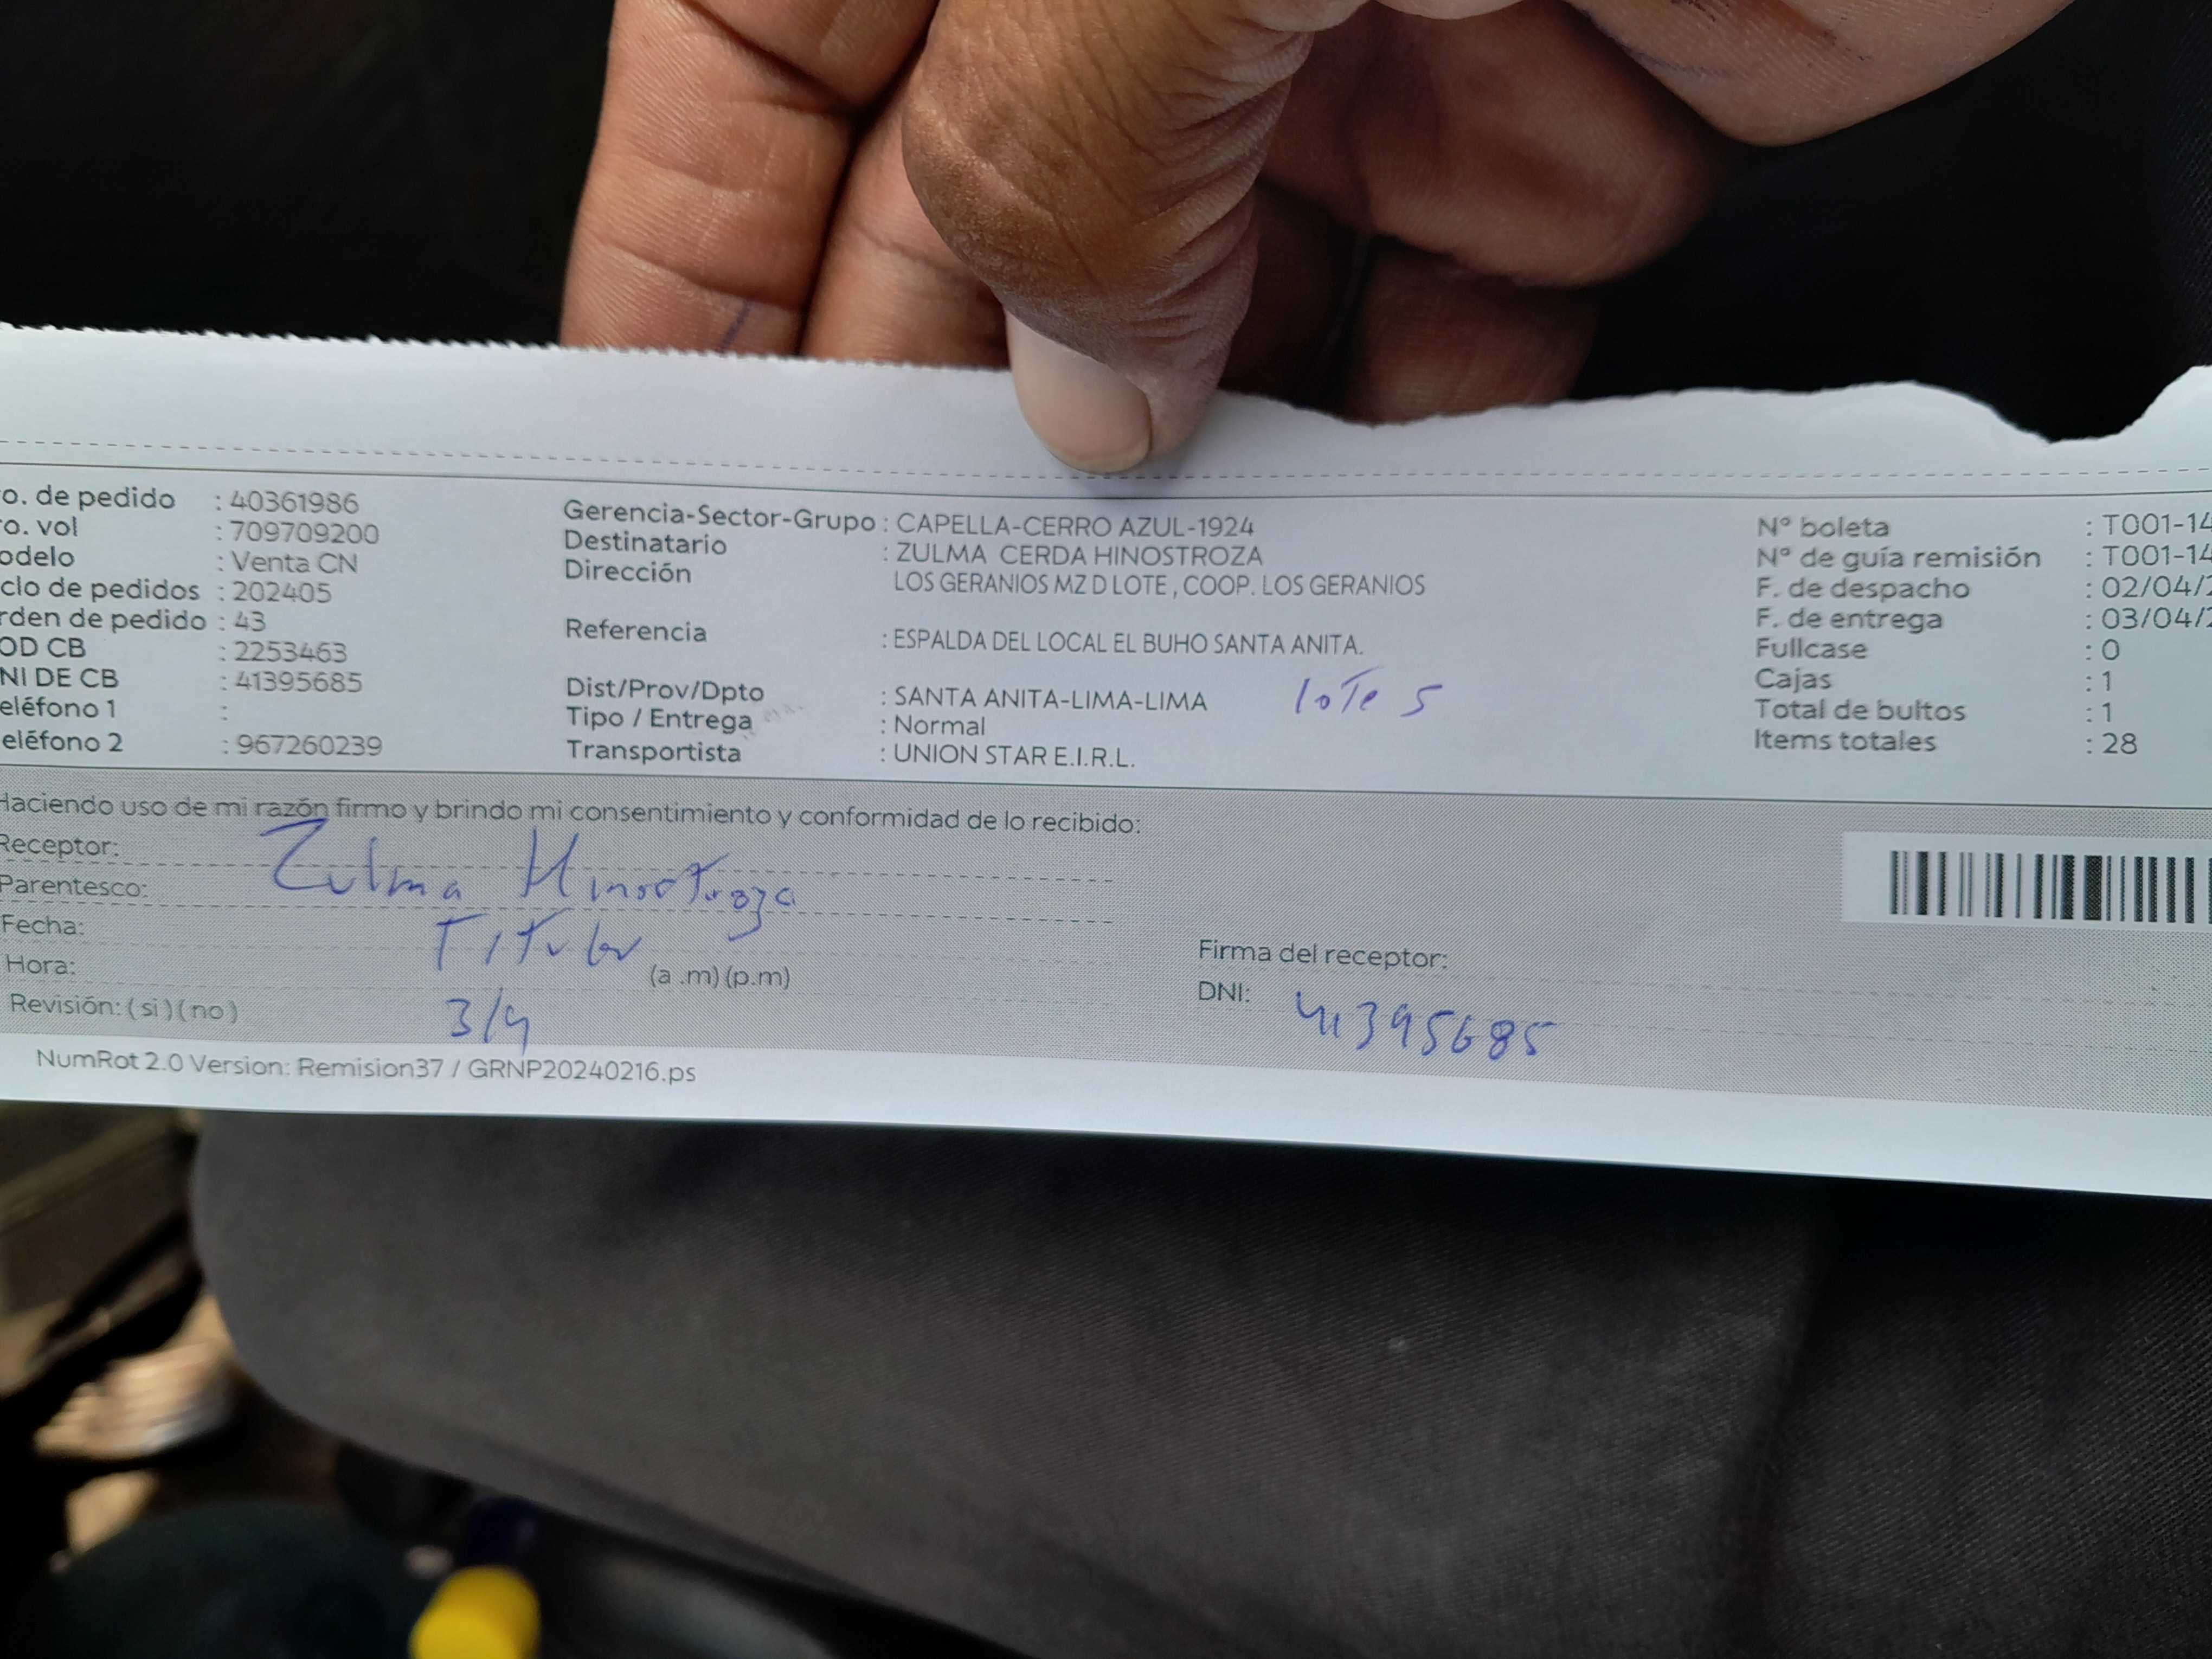 o. de pedido : 40361986
o. vol : 709709200
odelo : Venta CN
clo de pedidos : 202405
rden de pedido : 43
OD CB : 2253463
NI DE CB : 41395685
eléfono 1 :
eléfono 2 : 967260239
Gerencia-Sector-Grupo : CAPELLA-CERRO AZUL-1924
Destinatario : ZULMA CERDA HINOSTROZA
Dirección LOS GERANIOS MZ D LOTE , COOP. LOS GERANIOS
Referencia : ESPALDA DEL LOCAL EL BUHO SANTA ANITA.
Dist/Prov/Dpto : SANTA ANITA-LIMA-LIMA loTe 5
Tipo / Entrega : Normal
Transportista : UNION STAR E.I.R.L.
N° boleta : T001-14
N° de guía remisión : T001-14
F. de despacho : 02/04/2
F. de entrega : 03/04/2
Fullcase : 0
Cajas : 1
Total de bultos : 1
Items totales : 28
Haciendo uso de mi razón firmo y brindo mi consentimiento y conformidad de lo recibido:
Receptor: Zulma Hinostroza
Parentesco: Titular
Fecha: 3/4
Hora: (a .m) (p.m)
Revisión: ( si ) ( no )
Firma del receptor:
DNI: 41395685
NumRot 2.0 Version: Remision37 / GRNP20240216.ps